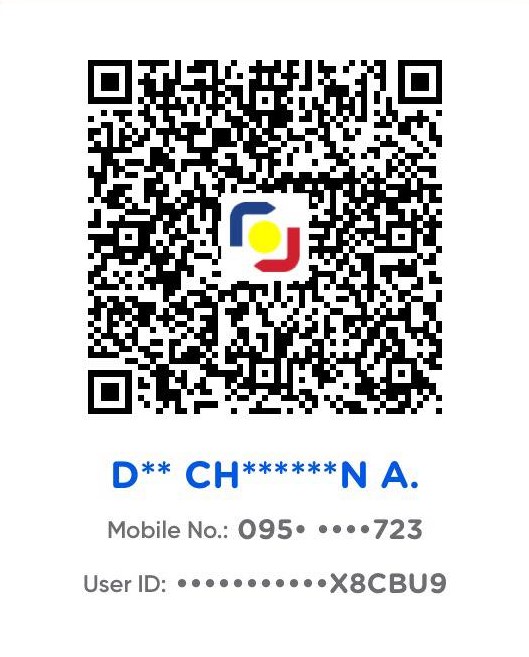 D** CH******N A.
Mobile No.: 095• ••••723
User ID: ••••••••••••X8CBU9